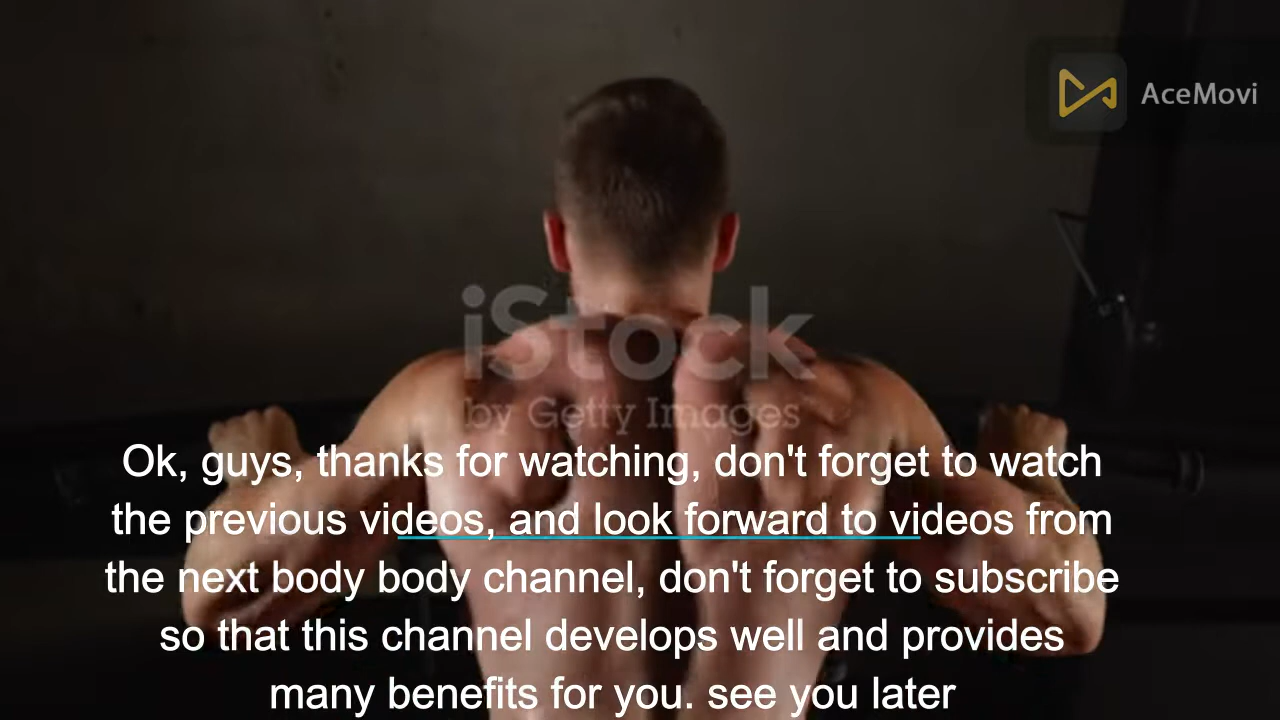 AceMovi
iStock
by Getty Images
Ok, guys, thanks for watching, don't forget to watch
the previous videos, and look forward to videos from
the next body body channel, don't forget to subscribe
so that this channel develops well and provides
many benefits for you. see you later